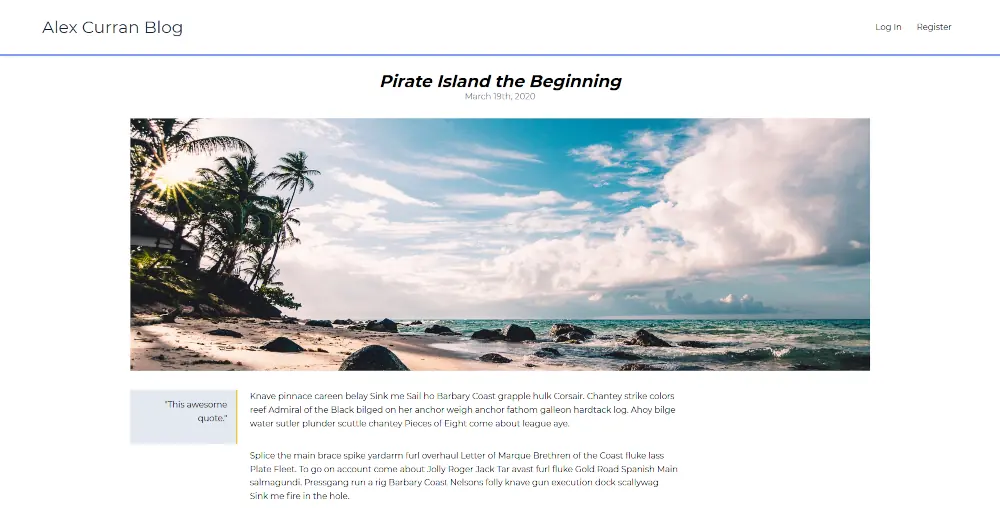 Alex Curran Blog
Log In Register
Pirate Island the Beginning
March 19th, 2020
"This awesome
quote."
Knave pinnace careen belay Sink me Sail ho Barbary Coast grapple hulk Corsair. Chantey strike colors
reef Admiral of the Black bilged on her anchor weigh anchor fathom galleon hardtack log. Ahoy bilge
water sutler plunder scuttle chantey Pieces of Eight come about league aye.
Splice the main brace spike yardarm furl overhaul Letter of Marque Brethren of the Coast fluke lass
Plate Fleet. To go on account come about Jolly Roger Jack Tar avast furl fluke Gold Road Spanish Main
salmagundi. Pressgang run a rig Barbary Coast Nelsons folly knave gun execution dock scallywag
Sink me fire in the hole.